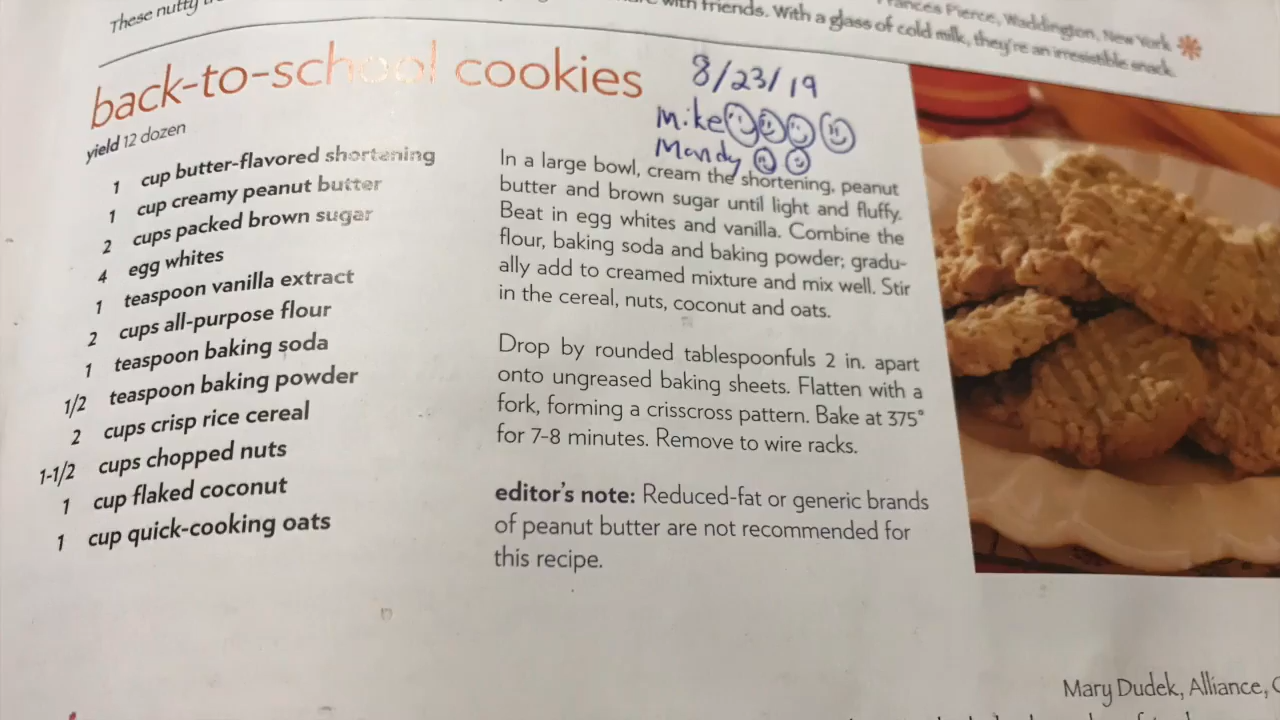 These nutty
with friends. With a glass of cold milk, they're an irresistible snack.
Frances Pierce, Waddington, New York
back-to-school cookies
8/23/19
Mike
Mandy
yield 12 dozen
1 cup butter-flavored shortening
1 cup creamy peanut butter
2 cups packed brown sugar
4 egg whites
1 teaspoon vanilla extract
2 cups all-purpose flour
1 teaspoon baking soda
1/2 teaspoon baking powder
2 cups crisp rice cereal
1-1/2 cups chopped nuts
1 cup flaked coconut
1 cup quick-cooking oats
In a large bowl, cream the shortening, peanut
butter and brown sugar until light and fluffy.
Beat in egg whites and vanilla. Combine the
flour, baking soda and baking powder; gradu-
ally add to creamed mixture and mix well. Stir
in the cereal, nuts, coconut and oats.
Drop by rounded tablespoonfuls 2 in. apart
onto ungreased baking sheets. Flatten with a
fork, forming a crisscross pattern. Bake at 375°
for 7-8 minutes. Remove to wire racks.
editor's note: Reduced-fat or generic brands
of peanut butter are not recommended for
this recipe.
Mary Dudek, Alliance,